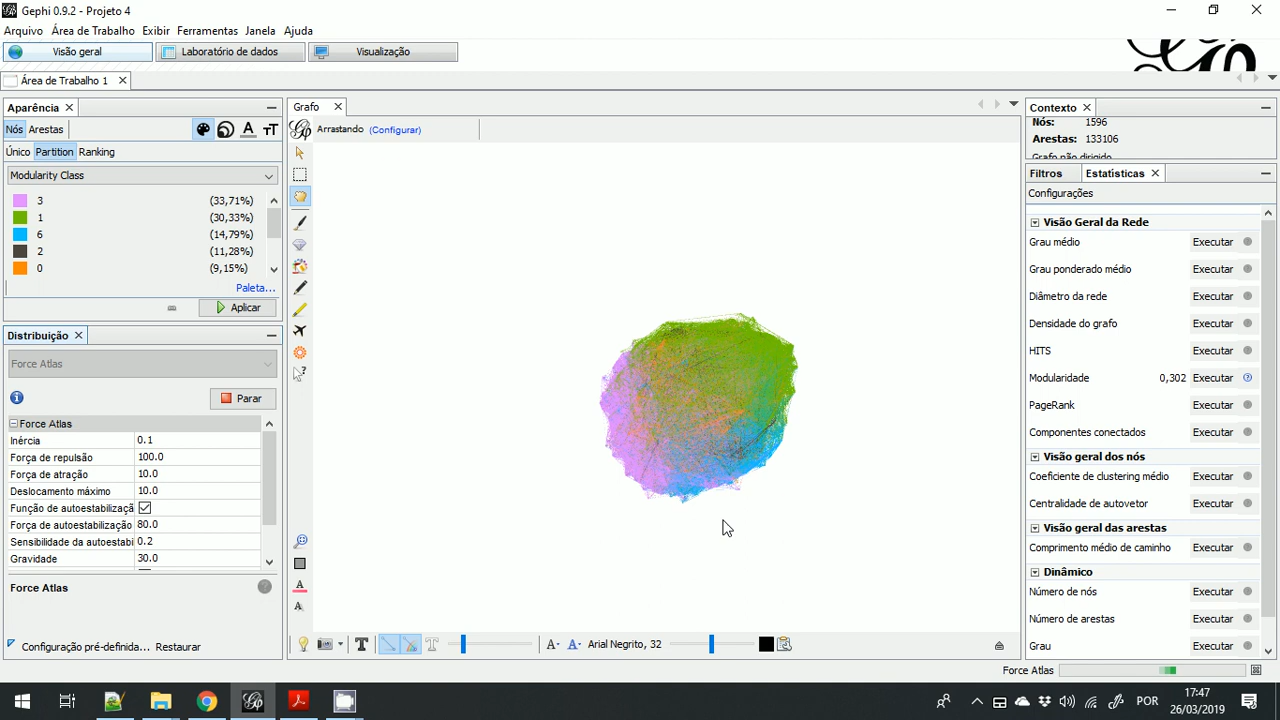 Gephi 0.9.2 - Projeto 4
Arquivo Área de Trabalho Exibir Ferramentas Janela Ajuda
Visão geral Laboratório de dados Visualização
Área de Trabalho 1
Aparência
Nós Arestas
Único Partition Ranking
Modularity Class
3 (33,71%)
1 (30,33%)
6 (14,79%)
2 (11,28%)
0 (9,15%)
Paleta...
Aplicar
Distribuição
Force Atlas
Parar
Force Atlas
Inércia 0.1
Força de repulsão 100.0
Força de atração 10.0
Deslocamento máximo 10.0
Função de autoestabilizaçã
Força de autoestabilização 80.0
Sensibilidade da autoestabi 0.2
Gravidade 30.0
Force Atlas
Configuração pré-definida... Restaurar
Grafo
Arrastando (Configurar)
Arial Negrito, 32
Contexto
Nós: 1596
Arestas: 133106
Grafo não dirigido
Filtros Estatísticas
Configurações
Visão Geral da Rede
Grau médio Executar
Grau ponderado médio Executar
Diâmetro da rede Executar
Densidade do grafo Executar
HITS Executar
Modularidade 0,302 Executar
PageRank Executar
Componentes conectados Executar
Visão geral dos nós
Coeficiente de clustering médio Executar
Centralidade de autovetor Executar
Visão geral das arestas
Comprimento médio de caminho Executar
Dinâmico
Número de nós Executar
Número de arestas Executar
Grau Executar
Force Atlas
POR
17:47
26/03/2019